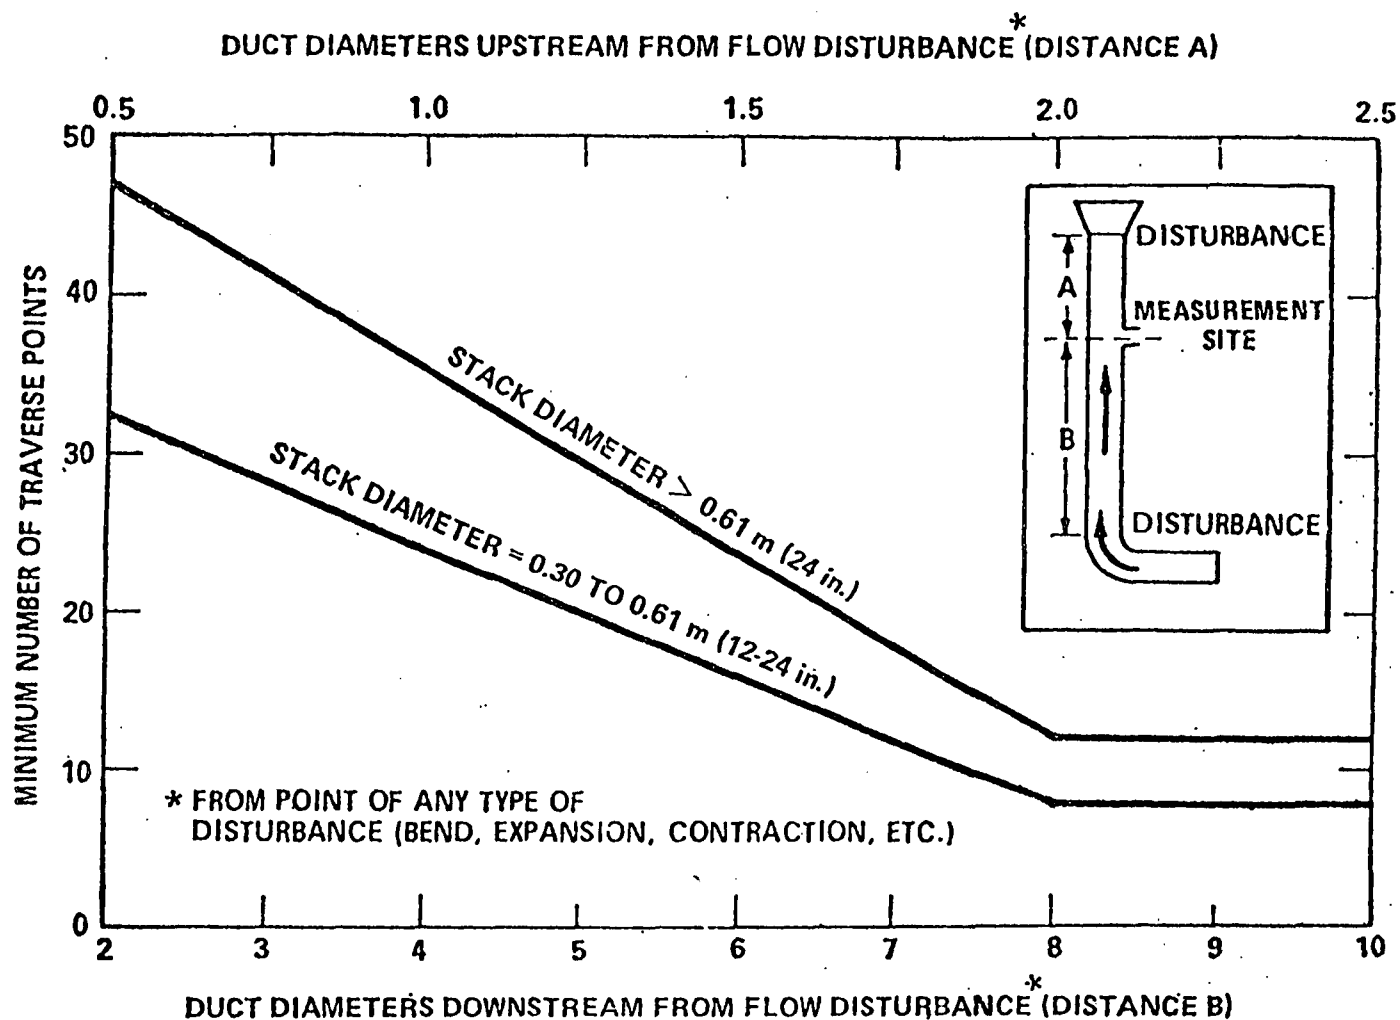 DUCT DIAMETERS UPSTREAM FROM FLOW DISTURBANCE* (DISTANCE A)
0.5 1.0 1.5 2.0 2.5
50
40
30
20
10
0
MINIMUM NUMBER OF TRAVERSE POINTS
STACK DIAMETER > 0.61 m (24 in.)
STACK DIAMETER = 0.30 TO 0.61 m (12-24 in.)
DISTURBANCE
A
MEASUREMENT
SITE
B
DISTURBANCE
* FROM POINT OF ANY TYPE OF
DISTURBANCE (BEND, EXPANSION, CONTRACTION, ETC.)
2 3 4 5 6 7 8 9 10
DUCT DIAMETERS DOWNSTREAM FROM FLOW DISTURBANCE* (DISTANCE B)